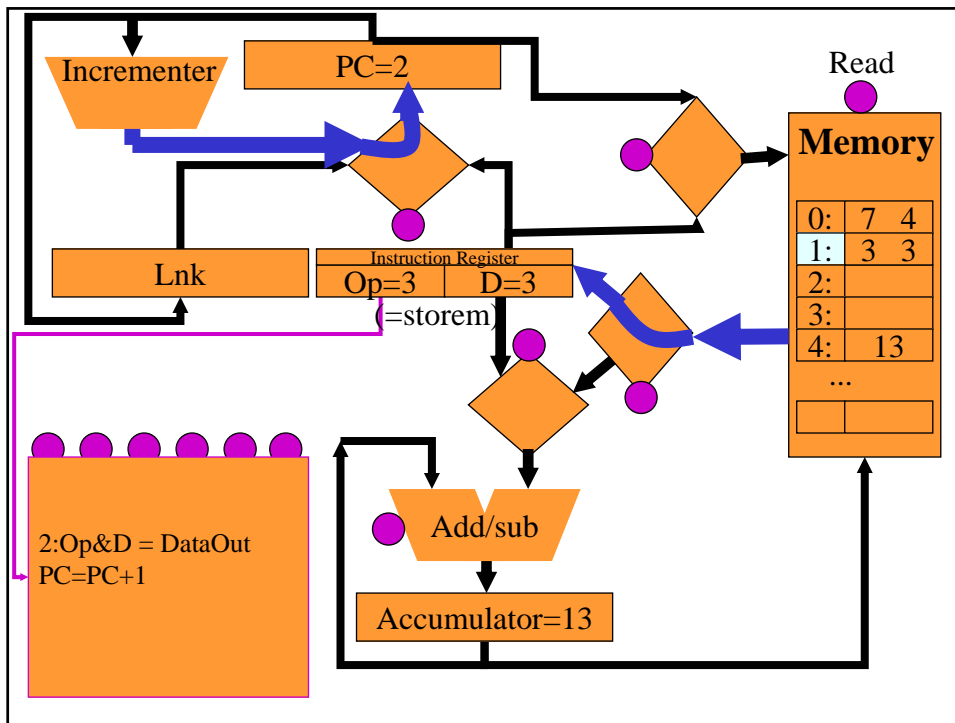 Incrementer
PC=2
Read
Memory
0: 7 4
1: 3 3
2:
3:
4: 13
...
Lnk
Instruction Register
Op=3 D=3
(=storem)
2:Op&D = DataOut
PC=PC+1
Add/sub
Accumulator=13